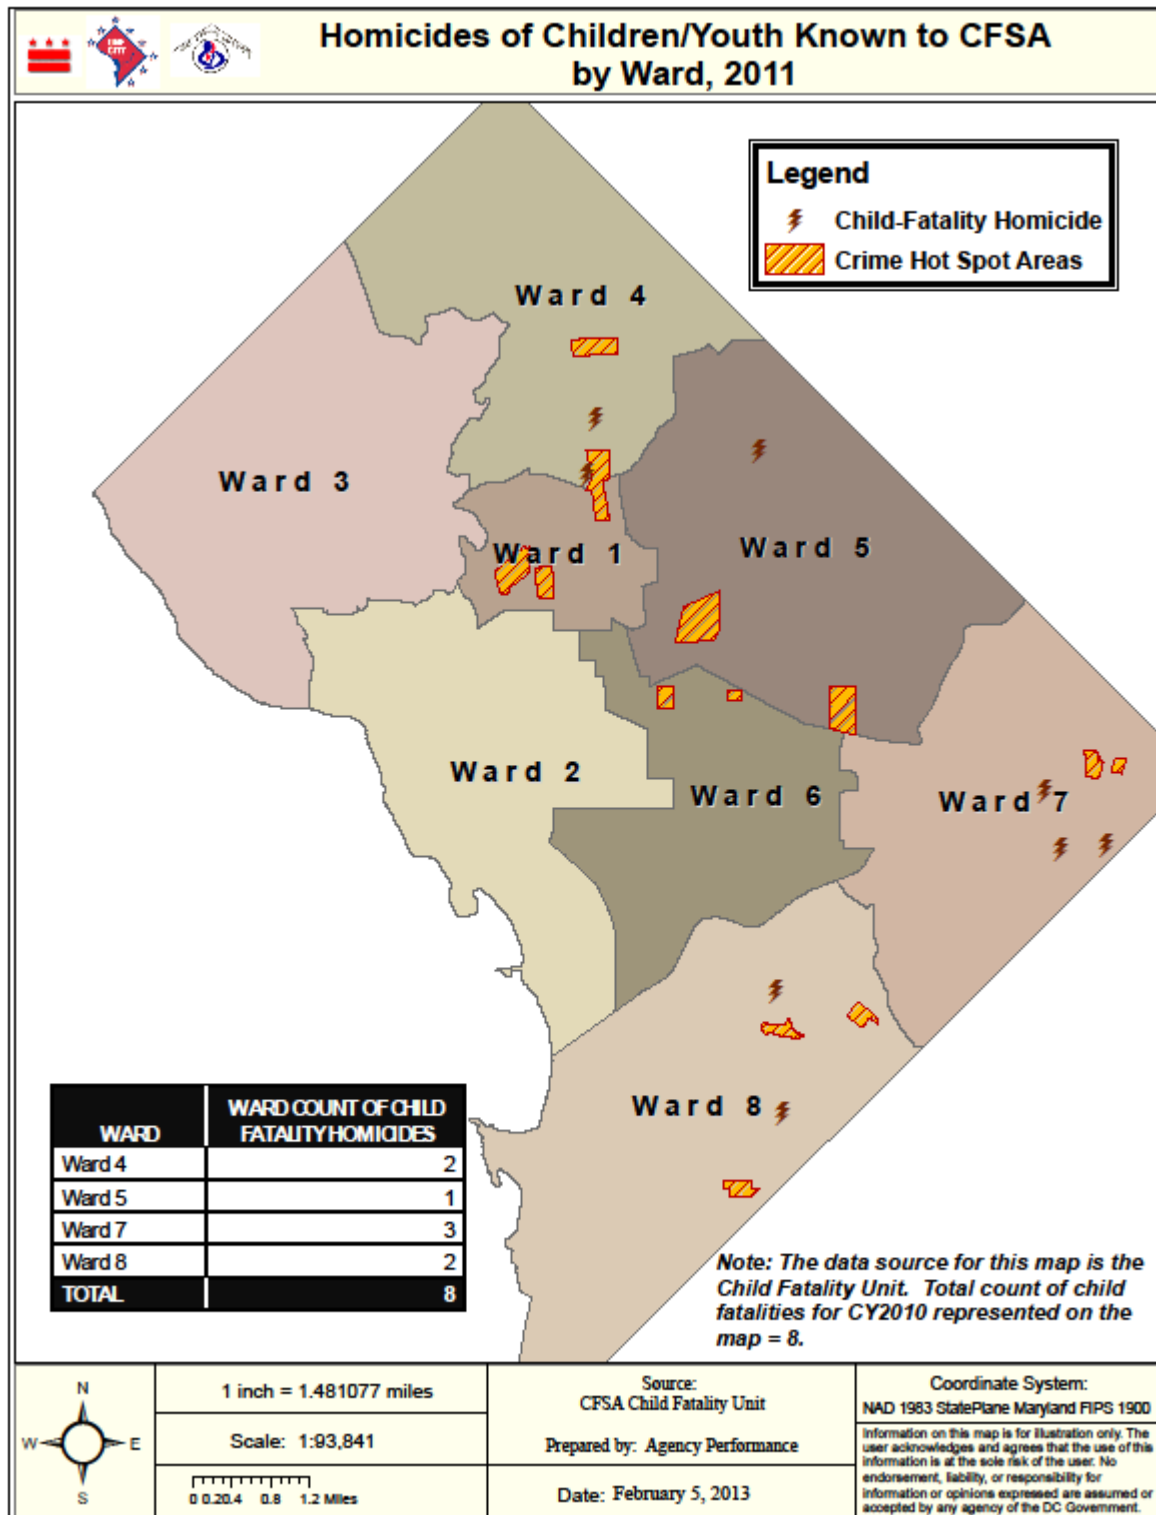 Homicides of Children/Youth Known to CFSA
by Ward, 2011
Legend
Child-Fatality Homicide
Crime Hot Spot Areas
Ward 4
Ward 3
Ward 1
Ward 5
Ward 2
Ward 6
Ward 7
Ward 8
WARD
WARD COUNT OF CHILD
FATALITY HOMICIDES
Ward 4 2
Ward 5 1
Ward 7 3
Ward 8 2
TOTAL 8
Note: The data source for this map is the
Child Fatality Unit. Total count of child
fatalities for CY2010 represented on the
map = 8.
N
W E
S
1 inch = 1.481077 miles
Scale: 1:93,841
0 0.20.4 0.8 1.2 Miles
Source:
CFSA Child Fatality Unit
Prepared by: Agency Performance
Date: February 5, 2013
Coordinate System:
NAD 1983 StatePlane Maryland FIPS 1900
Information on this map is for illustration only. The
user acknowledges and agrees that the use of this
information is at the sole risk of the user. No
endorsement, liability, or responsibility for
information or opinions expressed are assumed or
accepted by any agency of the DC Government.